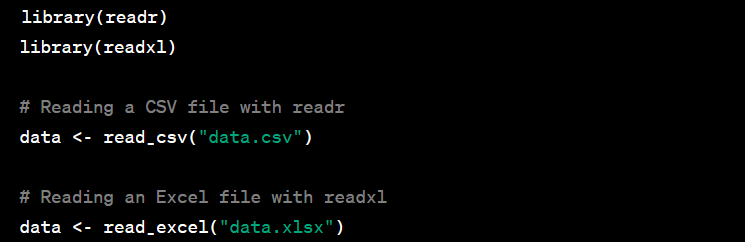 library(readr)
library(readxl)
# Reading a CSV file with readr
data <- read_csv("data.csv")
# Reading an Excel file with readxl
data <- read_excel("data.xlsx")